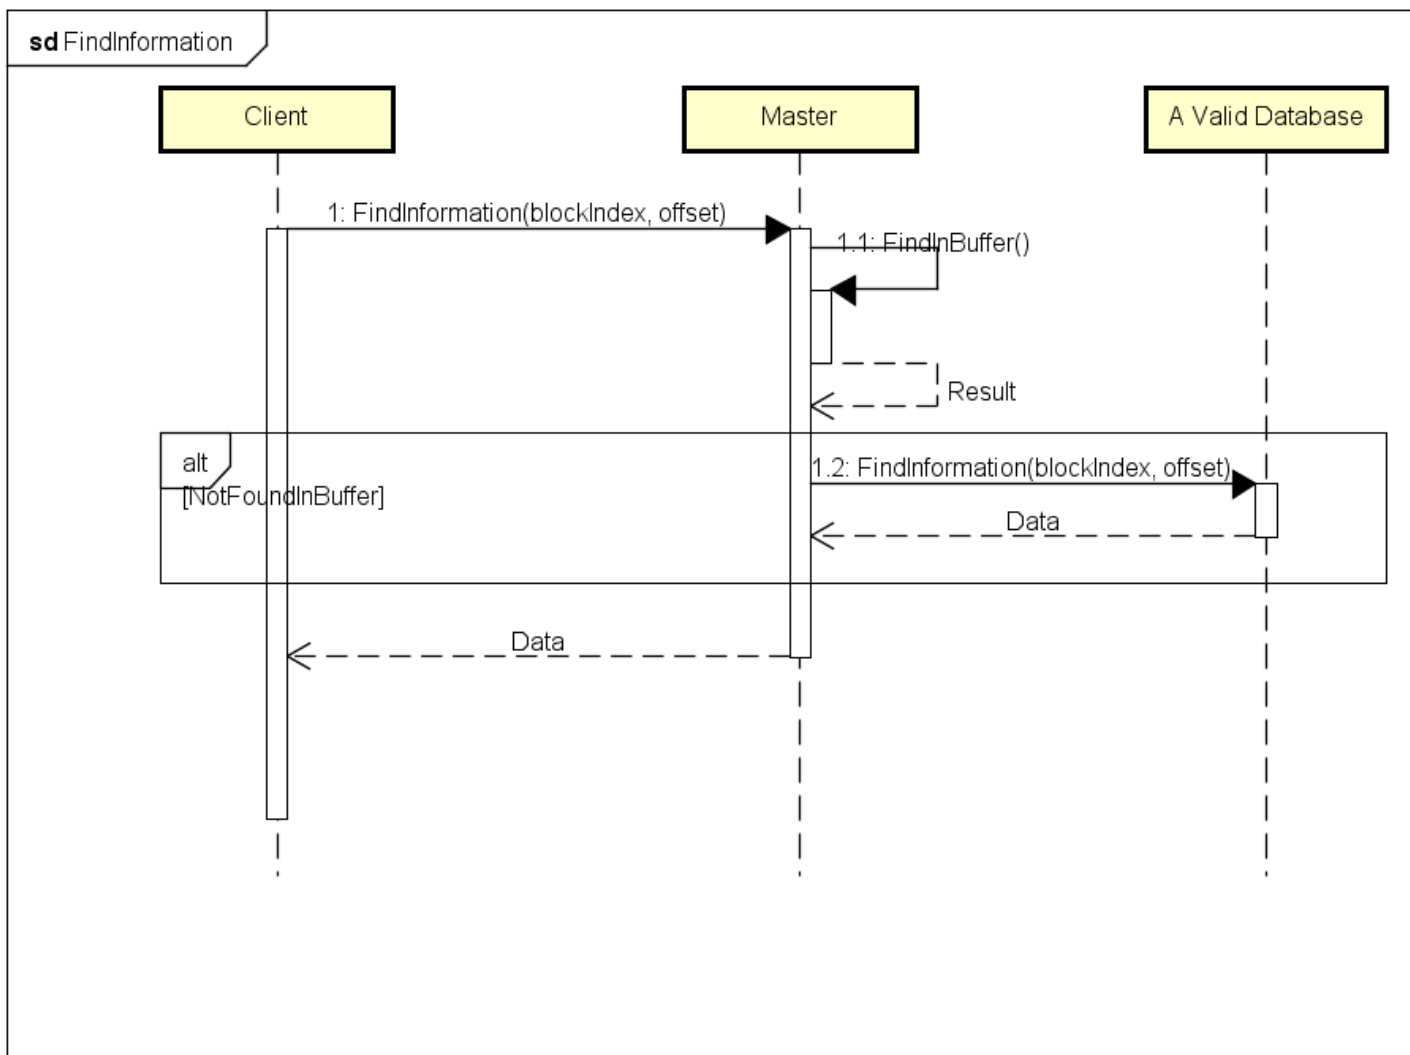 sd FindInformation
Client
Master
A Valid Database
1: FindInformation(blockIndex, offset)
1.1: FindInBuffer()
Result
alt
1.2: FindInformation(blockIndex, offset)
[NotFoundInBuffer]
Data
Data